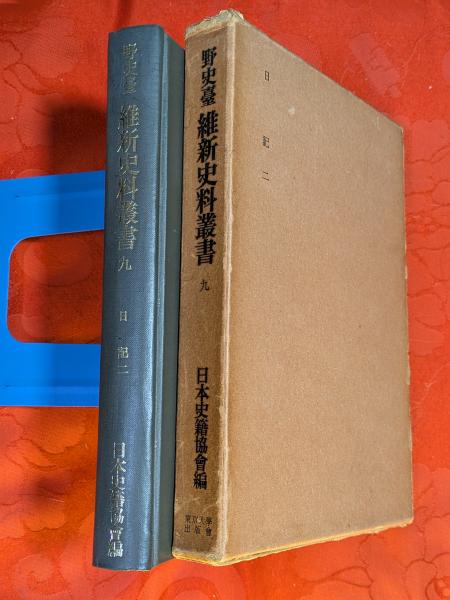 野史臺
維新史料叢書
九
日記二
日本史籍協會編
野史臺
維新史料叢書
九
日本史籍協會編
東京大學
出版會
日記二